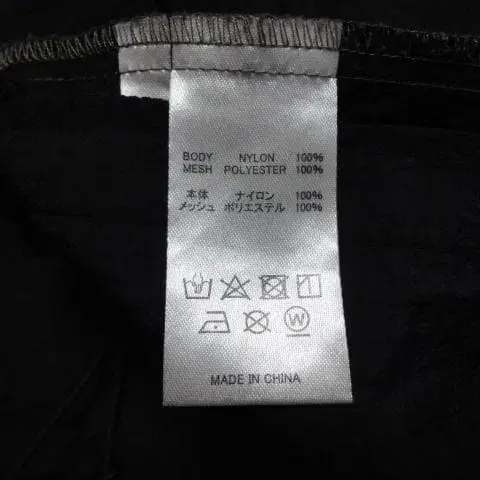 BODY NYLON 100%
MESH POLYESTER 100%
本体 ナイロン 100%
メッシュ ポリエステル 100%
W
MADE IN CHINA